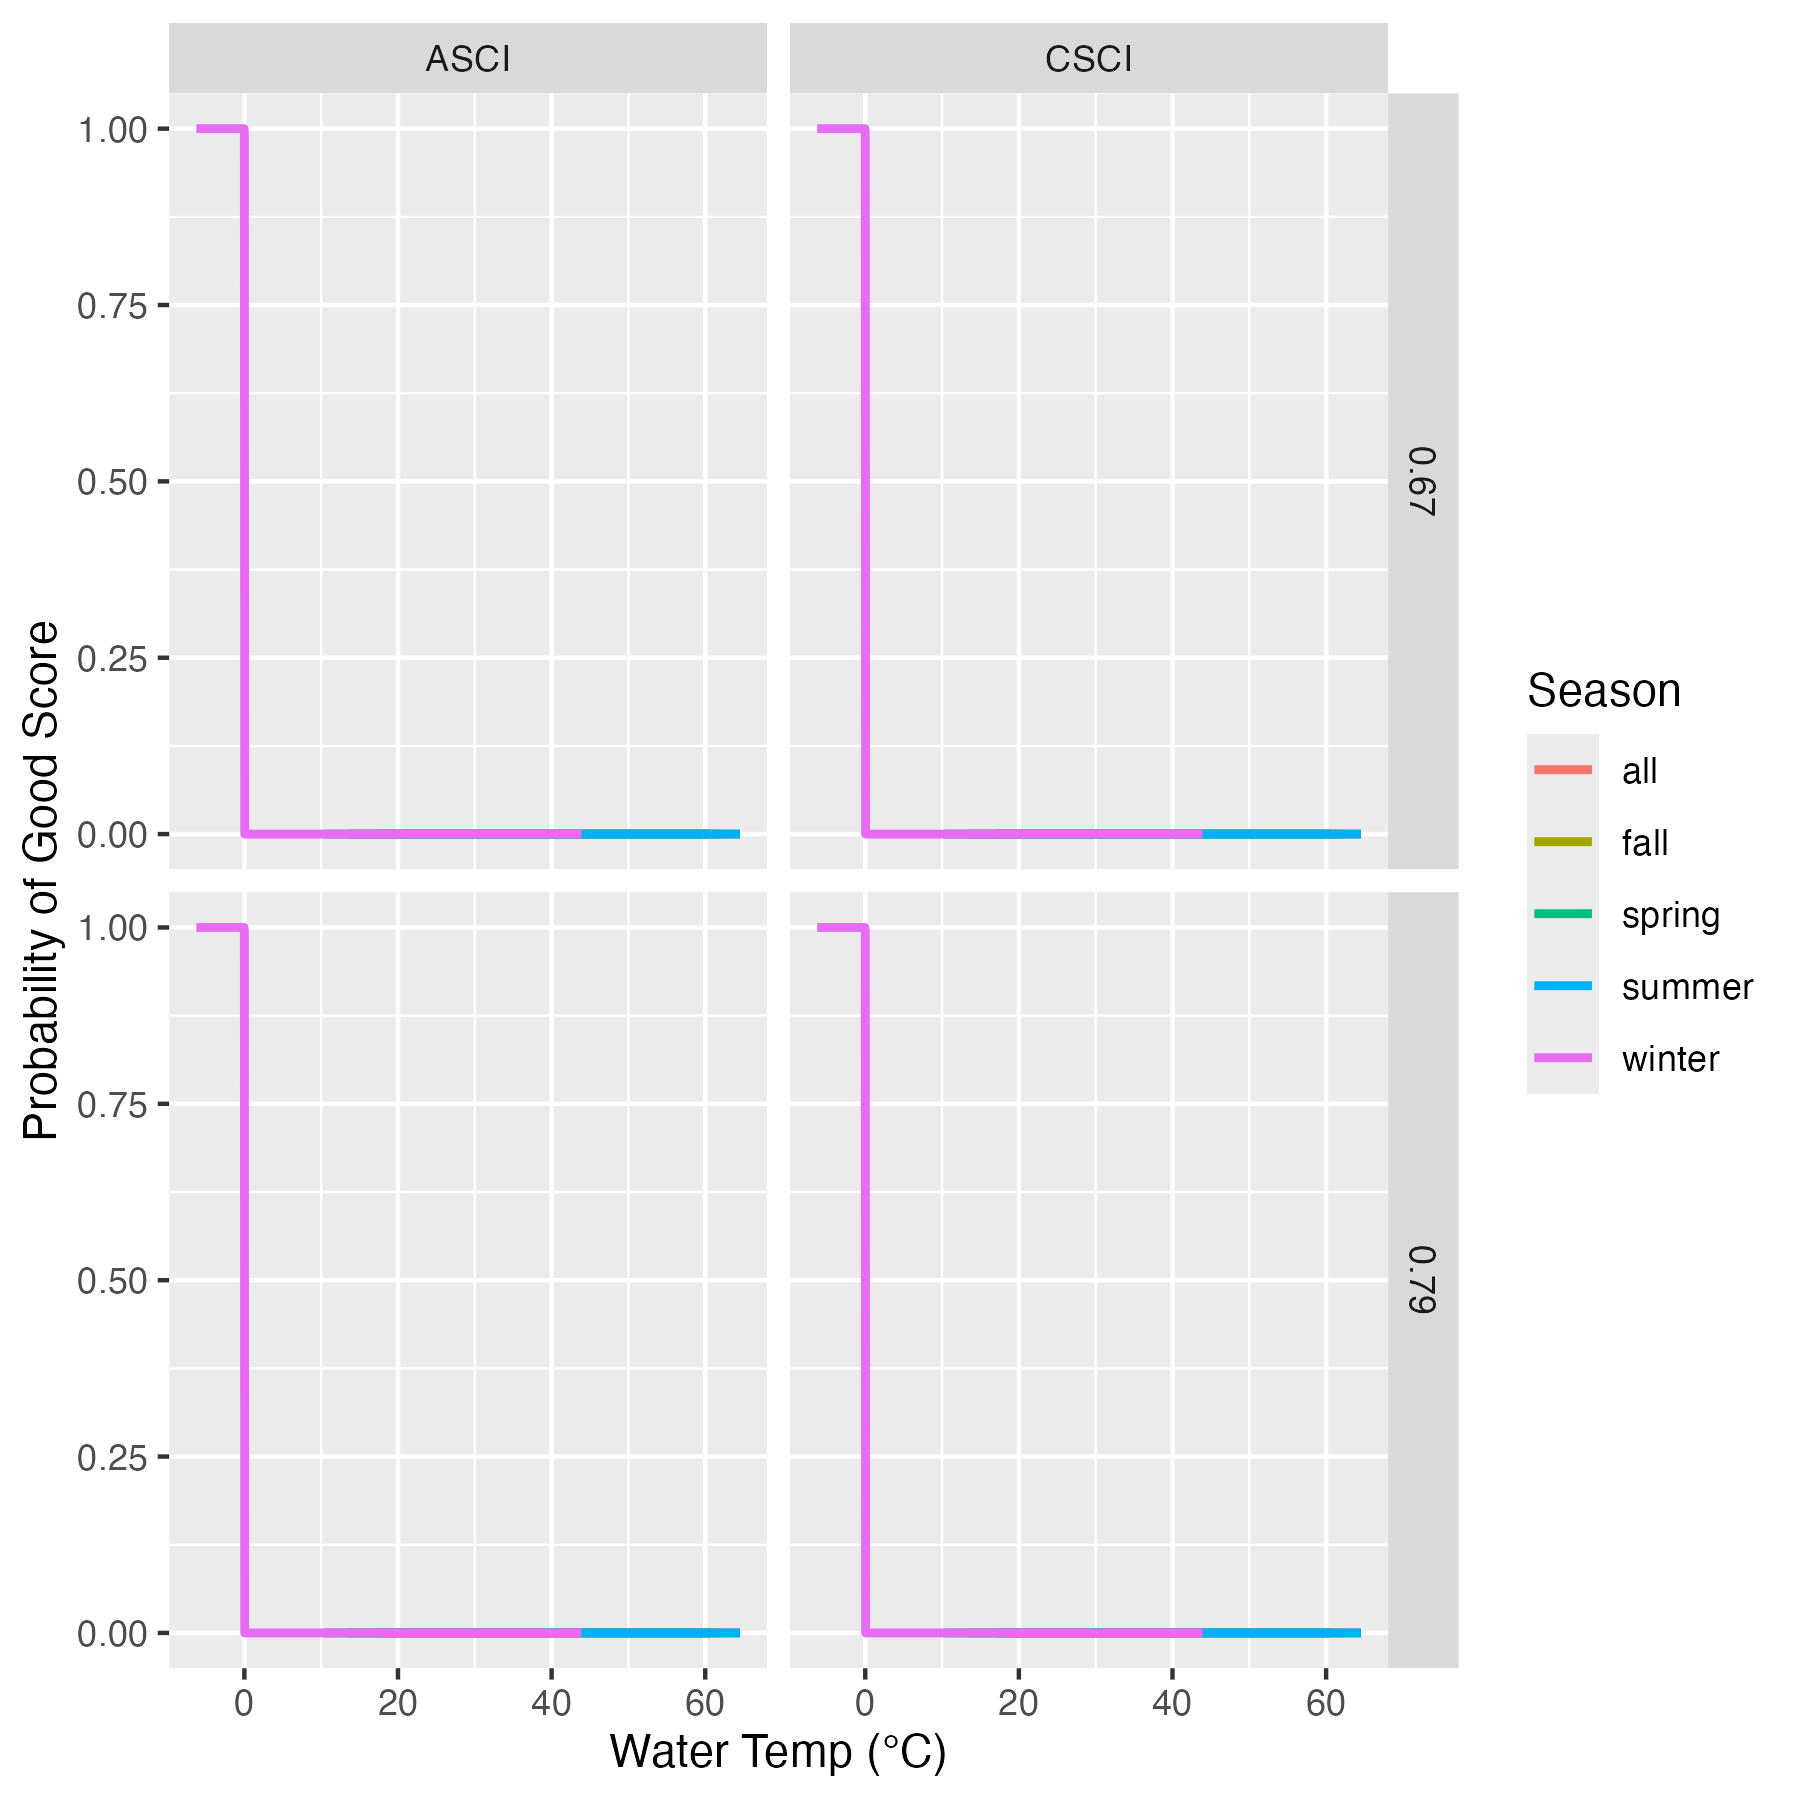 ASCI CSCI
1.00
0.75
0.50
0.25
0.00
0.67
1.00
0.75
0.50
0.25
0.00
0.79
0 20 40 60 0 20 40 60
Water Temp (°C)
Probability of Good Score
Season
all
fall
spring
summer
winter